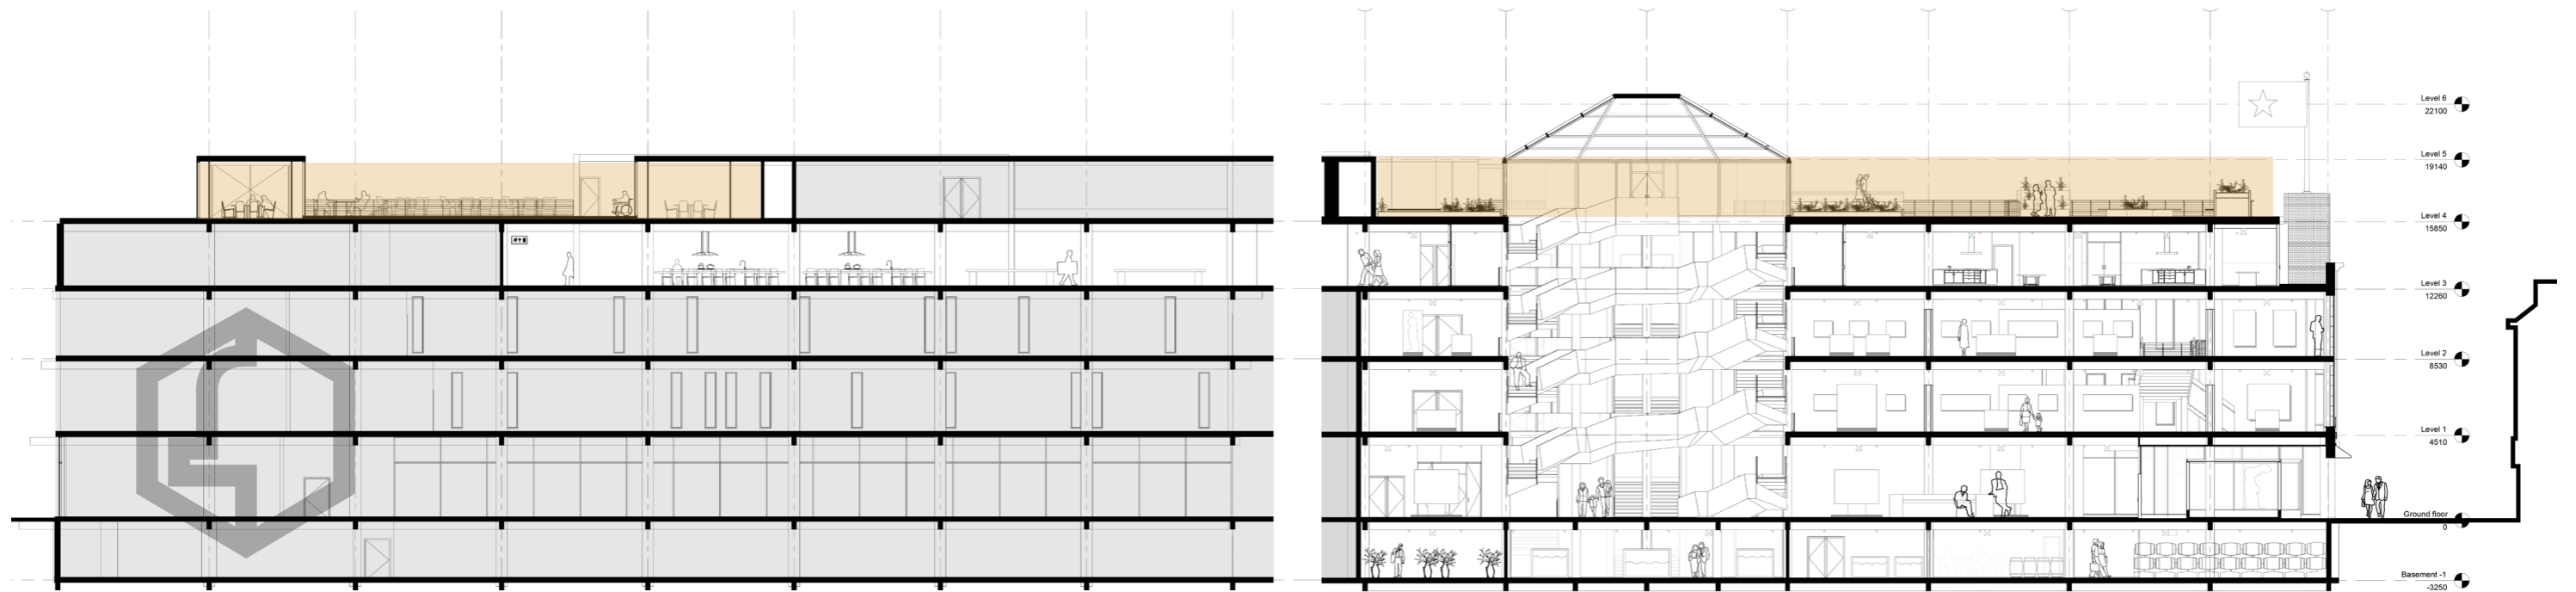 Level 6
22100
Level 5
19140
Level 4
15850
Level 3
12260
Level 2
8530
Level 1
4510
Ground floor
0
Basement -1
-3250